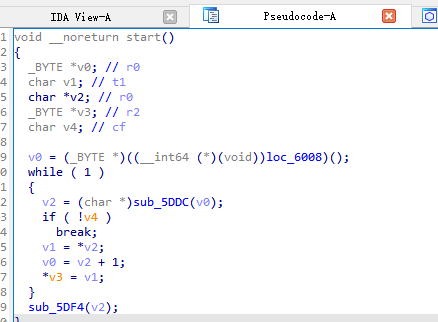 IDA View-A
Pseudocode-A
1 void __noreturn start()
2 {
3 _BYTE *v0; // r0
4 char v1; // t1
5 char *v2; // r0
6 _BYTE *v3; // r2
7 char v4; // cf
8
9 v0 = (_BYTE *)((__int64 (*)(void))loc_6008)();
0 while ( 1 )
1 {
2 v2 = (char *)sub_5DDC(v0);
3 if ( !v4 )
4 break;
5 v1 = *v2;
6 v0 = v2 + 1;
7 *v3 = v1;
8 }
9 sub_5DF4(v2);
0 }